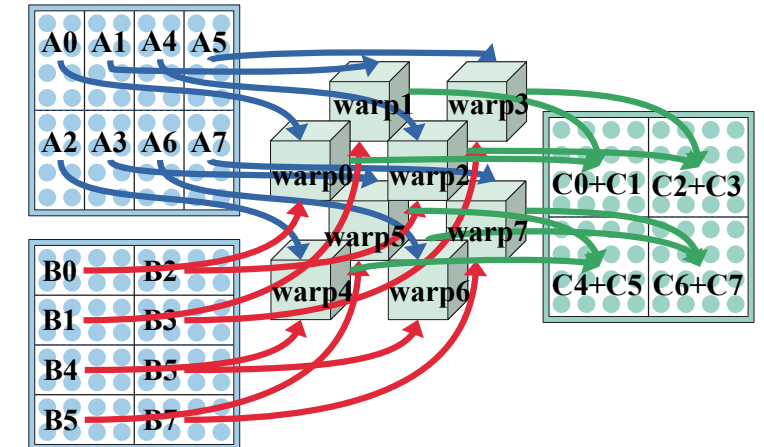 A0 A1 A4 A5
A2 A3 A6 A7
B0 B2
B1 B3
B4 B5
B5 B7
warp1 warp3
warp0 warp2
warp5 warp7
warp4 warp6
C0+C1 C2+C3
C4+C5 C6+C7